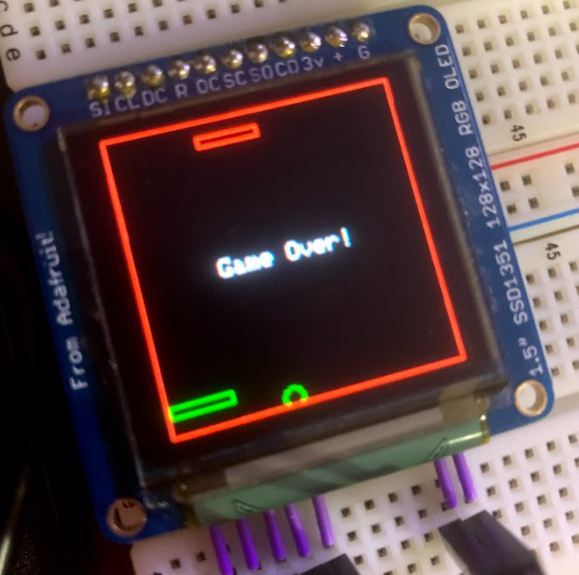 c d e
SI CL DC R OC SC SO CD 3v + G
45
Game Over!
From Adafruit!
1.5" SSD1351 128x128 RGB OLED
45